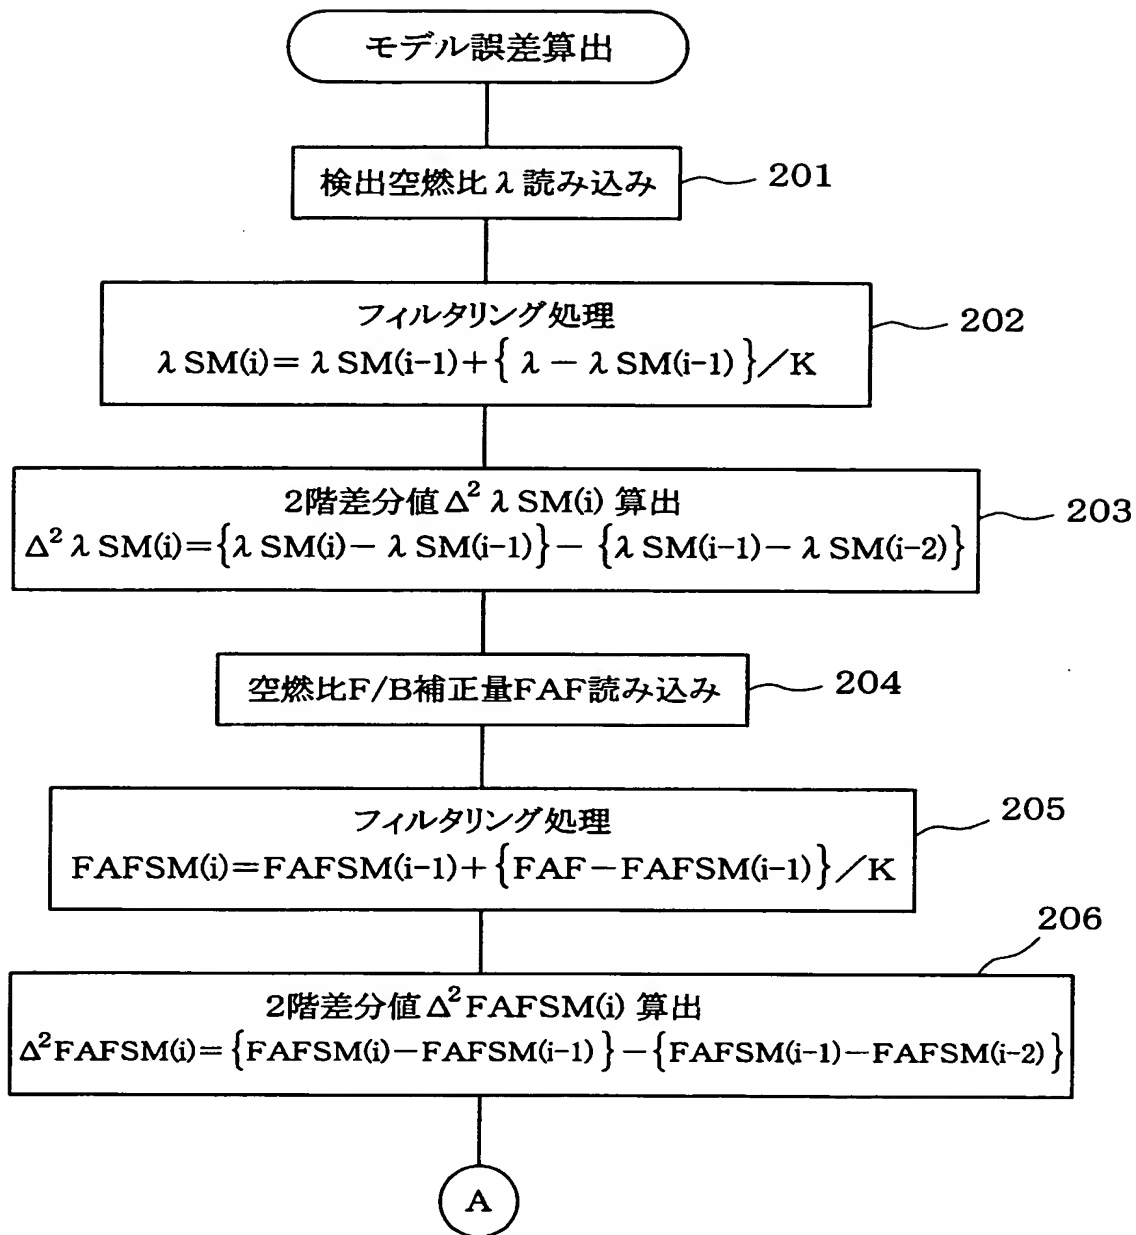 モデル誤差算出
検出空燃比λ読み込み
201
フィルタリング処理
λSM(i)=λSM(i-1)+{λ-λSM(i-1)}/K
202
2階差分値Δ²λSM(i) 算出
Δ²λSM(i)={λSM(i)-λSM(i-1)}-{λSM(i-1)-λSM(i-2)}
203
空燃比F/B補正量FAF読み込み
204
フィルタリング処理
FAFSM(i)=FAFSM(i-1)+{FAF-FAFSM(i-1)}/K
205
206
2階差分値Δ²FAFSM(i) 算出
Δ²FAFSM(i)={FAFSM(i)-FAFSM(i-1)}-{FAFSM(i-1)-FAFSM(i-2)}
A